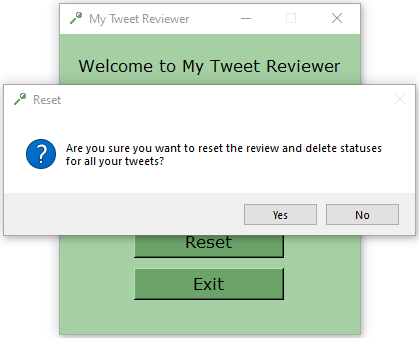 My Tweet Reviewer
Welcome to My Tweet Reviewer
Reset
Are you sure you want to reset the review and delete statuses
for all your tweets?
Yes
No
Reset
Exit